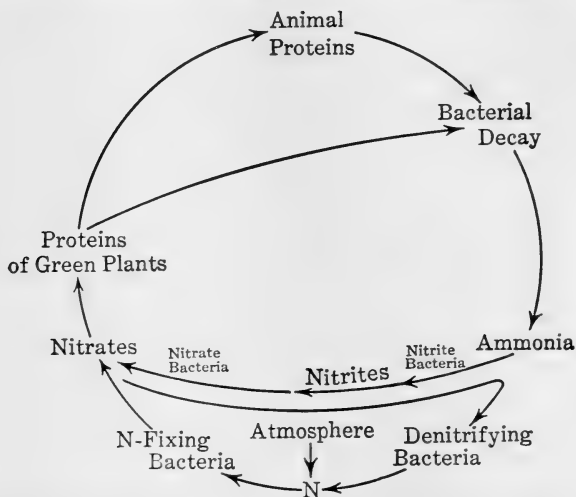 Animal
Proteins
Bacterial
Decay
Proteins
of Green Plants
Ammonia
Nitrates
Nitrate
Bacteria
Nitrites
Nitrite
Bacteria
N-Fixing
Bacteria
Atmosphere
N
Denitrifying
Bacteria